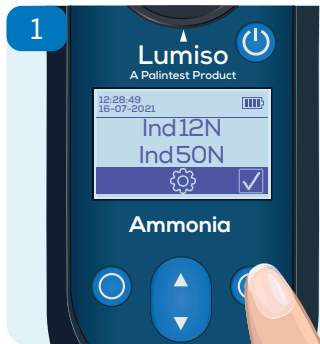 1
Lumiso
A Palintest Product
12:28:49
16-07-2021
Ind12N
Ind50N
Ammonia